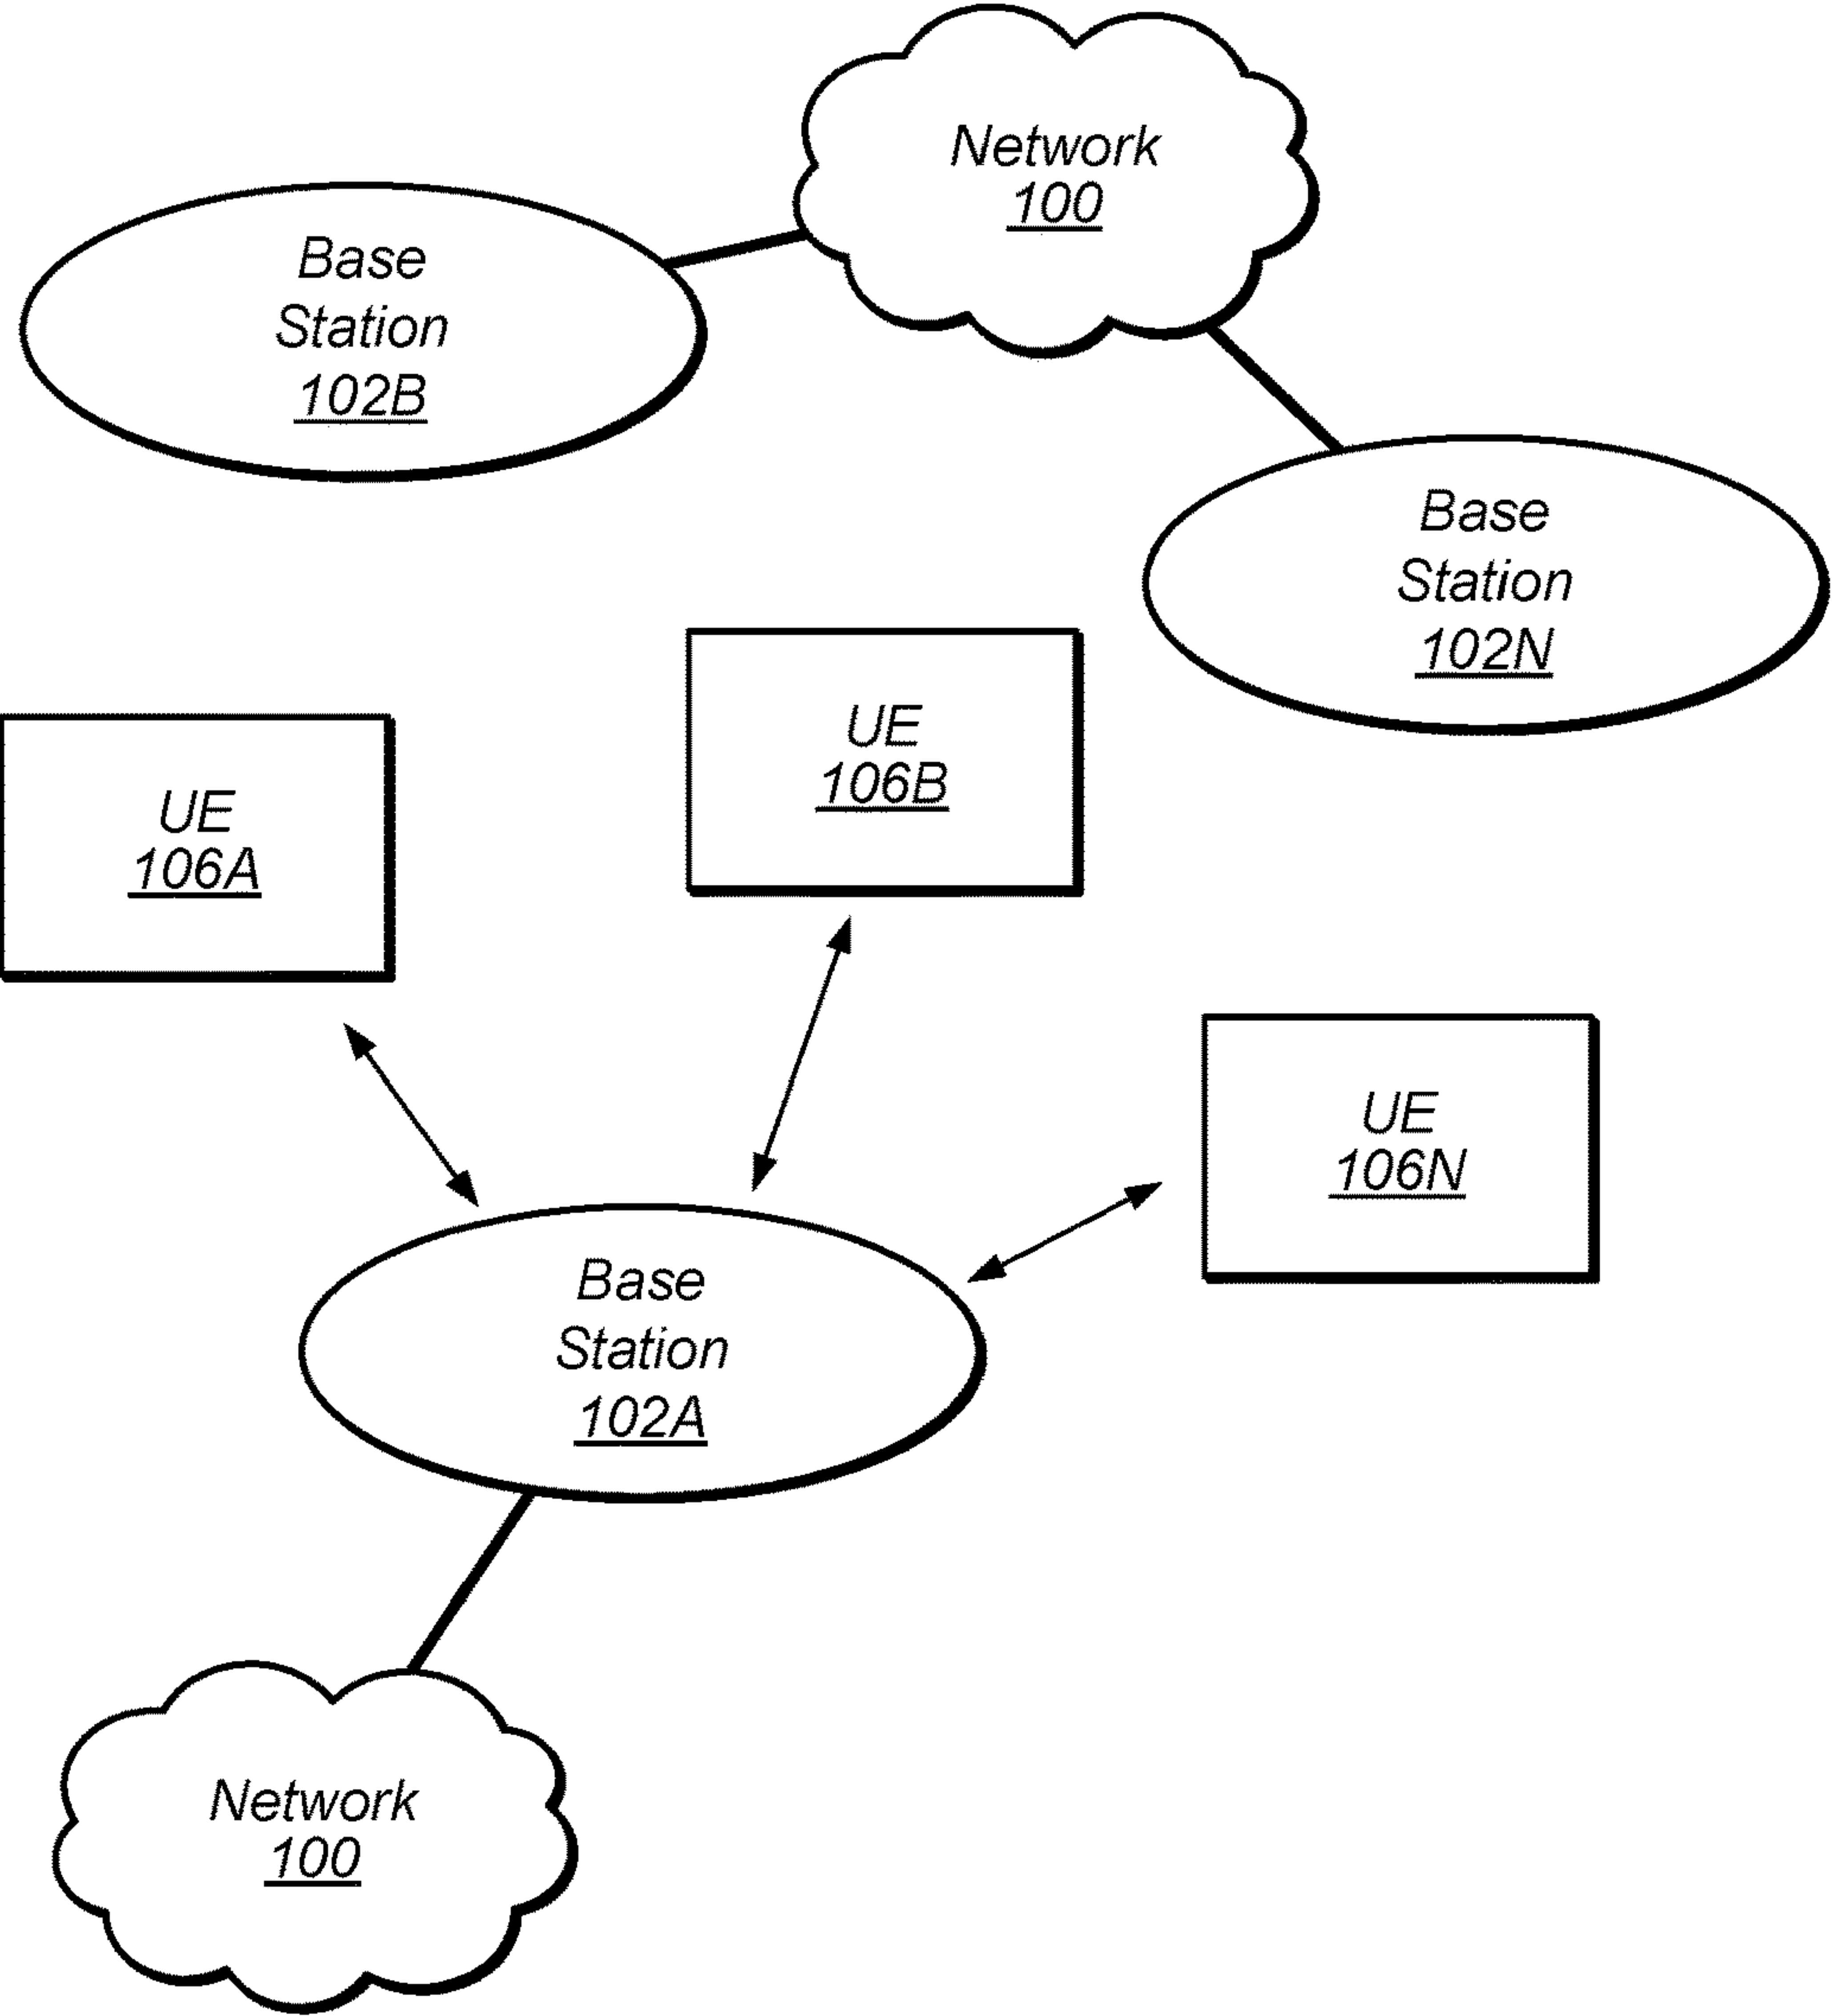 Network
100
Base
Station
102B
Base
Station
102N
UE
106B
UE
106A
UE
106N
Base
Station
102A
Network
100